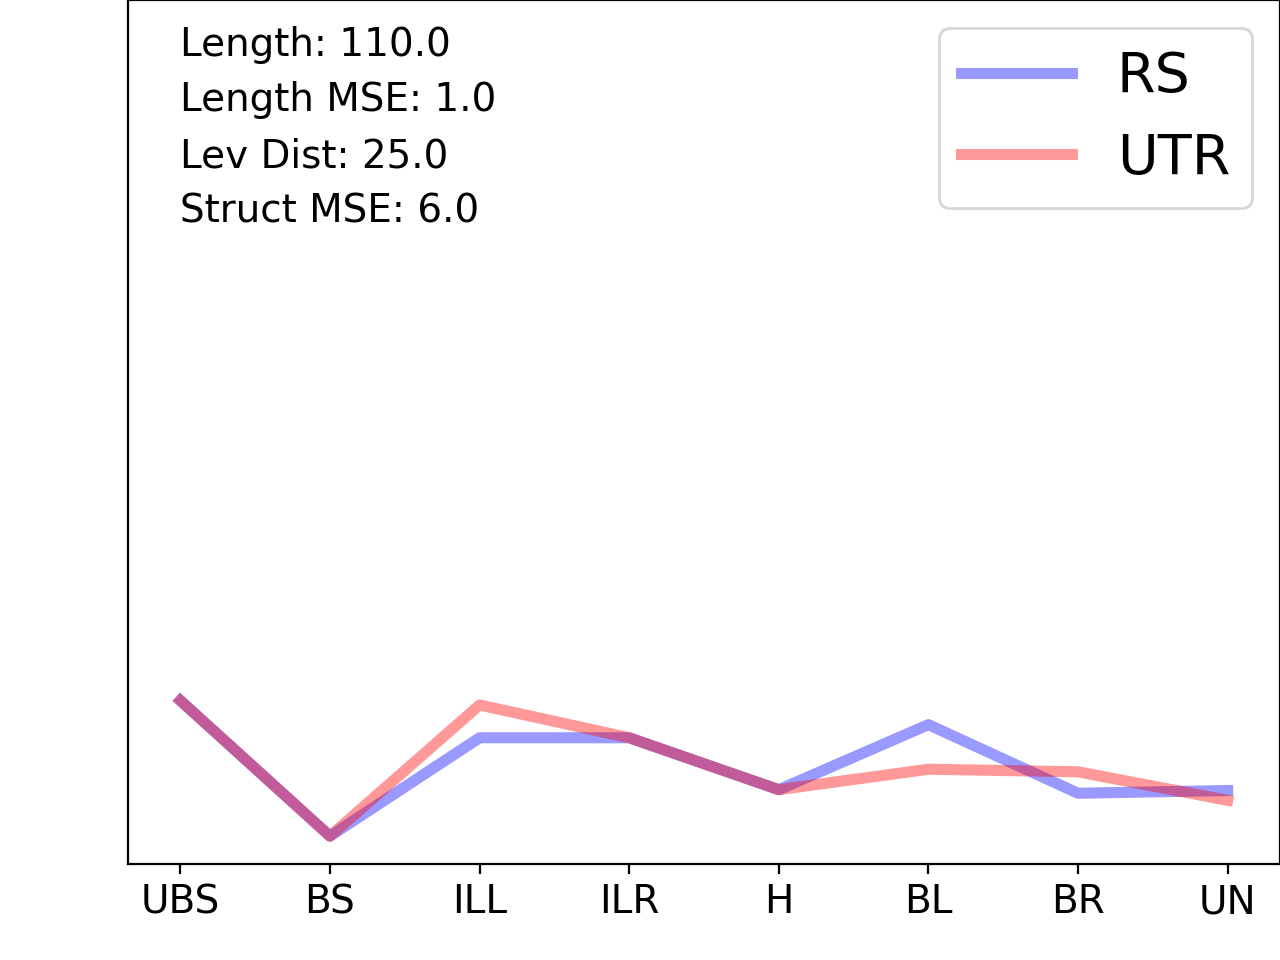 Length: 110.0
Length MSE: 1.0
Lev Dist: 25.0
Struct MSE: 6.0
RS
UTR
UBS BS ILL ILR H BL BR UN